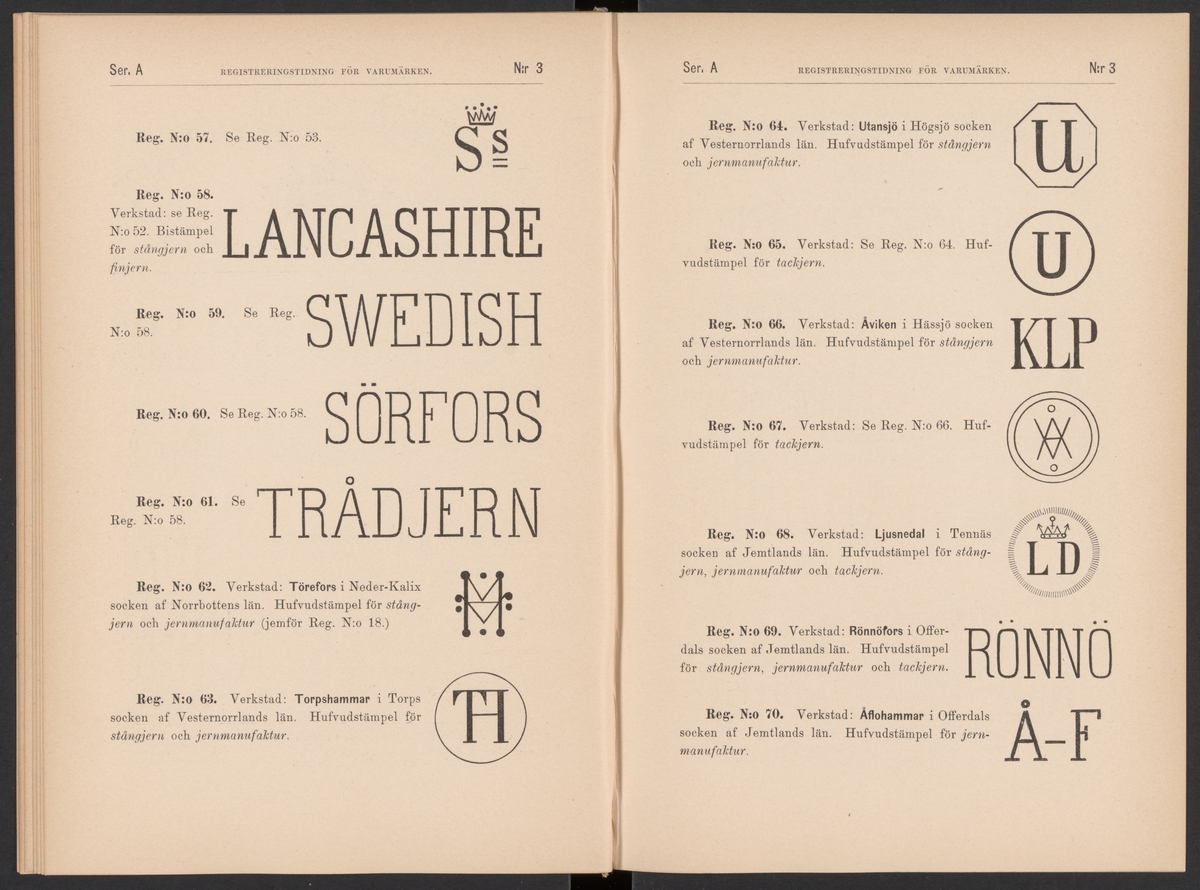 Ser. A REGISTRERINGSTIDNING FÖR VARUMÄRKEN. N:r 3
Reg. N:o 57. Se Reg. N:o 53.
Ss
Reg. N:o 58.
Verkstad: se Reg.
N:o 52. Bistämpel
för stångjern och
finjern.
LANCASHIRE
Reg. N:o 59. Se Reg.
N:o 58.
SWEDISH
Reg. N:o 60. Se Reg. N:o 58.
SÖRFORS
Reg. N:o 61. Se
Reg. N:o 58.
TRÅDJERN
Reg. N:o 62. Verkstad: Törefors i Neder-Kalix
socken af Norrbottens län. Hufvudstämpel för stång-
jern och jernmanufaktur (jemför Reg. N:o 18.)
Reg. N:o 63. Verkstad: Torpshammar i Torps
socken af Vesternorrlands län. Hufvudstämpel för
stångjern och jernmanufaktur.
TH
Ser. A REGISTRERINGSTIDNING FÖR VARUMÄRKEN. N:r 3
Reg. N:o 64. Verkstad: Utansjö i Högsjö socken
af Vesternorrlands län. Hufvudstämpel för stångjern
och jernmanufaktur.
U
Reg. N:o 65. Verkstad: Se Reg. N:o 64. Huf-
vudstämpel för tackjern.
U
Reg. N:o 66. Verkstad: Åviken i Hässjö socken
af Vesternorrlands län. Hufvudstämpel för stångjern
och jernmanufaktur.
KLP
Reg. N:o 67. Verkstad: Se Reg. N:o 66. Huf-
vudstämpel för tackjern.
Reg. N:o 68. Verkstad: Ljusnedal i Tennäs
socken af Jemtlands län. Hufvudstämpel för stång-
jern, jernmanufaktur och tackjern.
LD
Reg. N:o 69. Verkstad: Rönnöfors i Offer-
dals socken af Jemtlands län. Hufvudstämpel
för stångjern, jernmanufaktur och tackjern.
RÖNNÖ
Reg. N:o 70. Verkstad: Åflohammar i Offerdals
socken af Jemtlands län. Hufvudstämpel för jern-
manufaktur.
Å-F